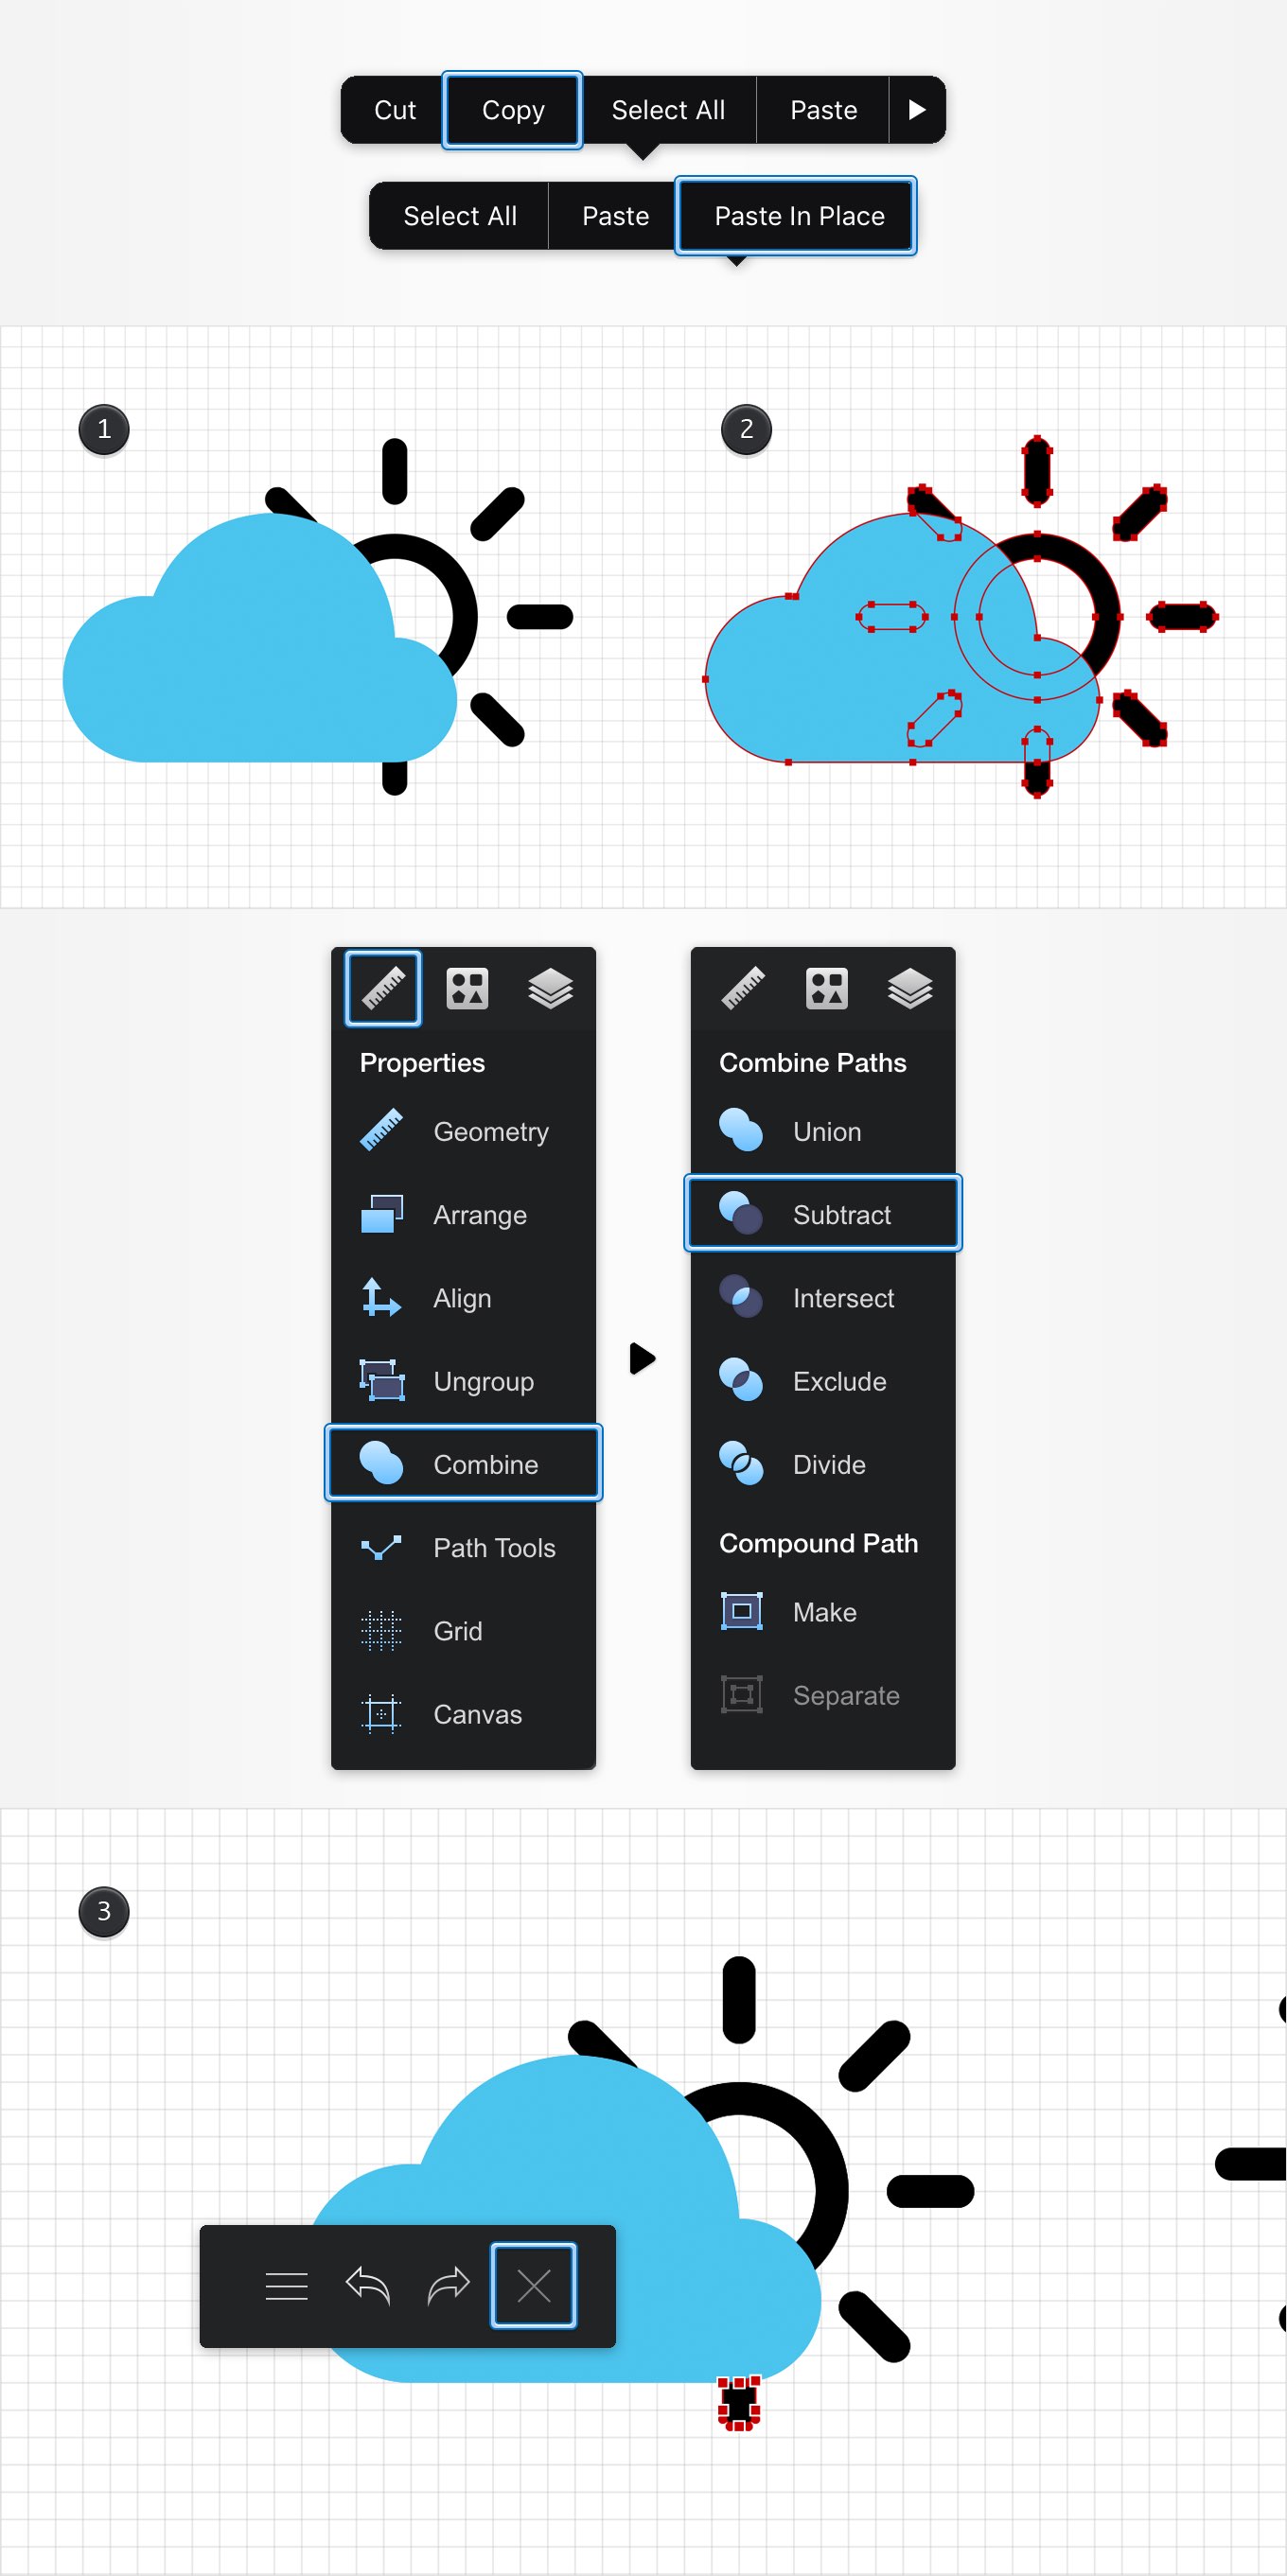 Cut Copy Select All Paste
Select All Paste Paste In Place
1
2
Properties
Geometry
Arrange
Align
Ungroup
Combine
Path Tools
Grid
Canvas
Combine Paths
Union
Subtract
Intersect
Exclude
Divide
Compound Path
Make
Separate
3